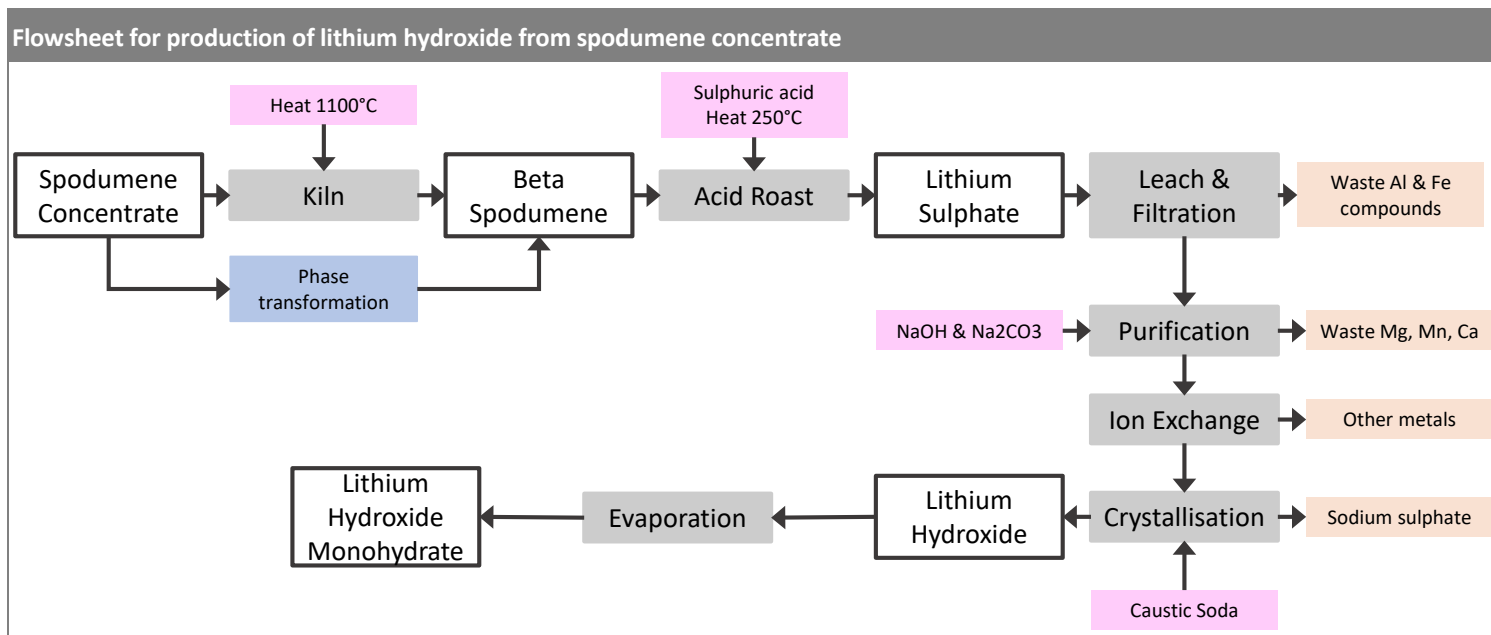 Flowsheet for production of lithium hydroxide from spodumene concentrate
Heat 1100°C
Sulphuric acid
Heat 250°C
Spodumene
Concentrate
Kiln
Beta
Spodumene
Acid Roast
Lithium
Sulphate
Leach &
Filtration
Waste Al & Fe
compounds
Phase
transformation
NaOH & Na2CO3
Purification
Waste Mg, Mn, Ca
Ion Exchange
Other metals
Lithium
Hydroxide
Monohydrate
Evaporation
Lithium
Hydroxide
Crystallisation
Sodium sulphate
Caustic Soda